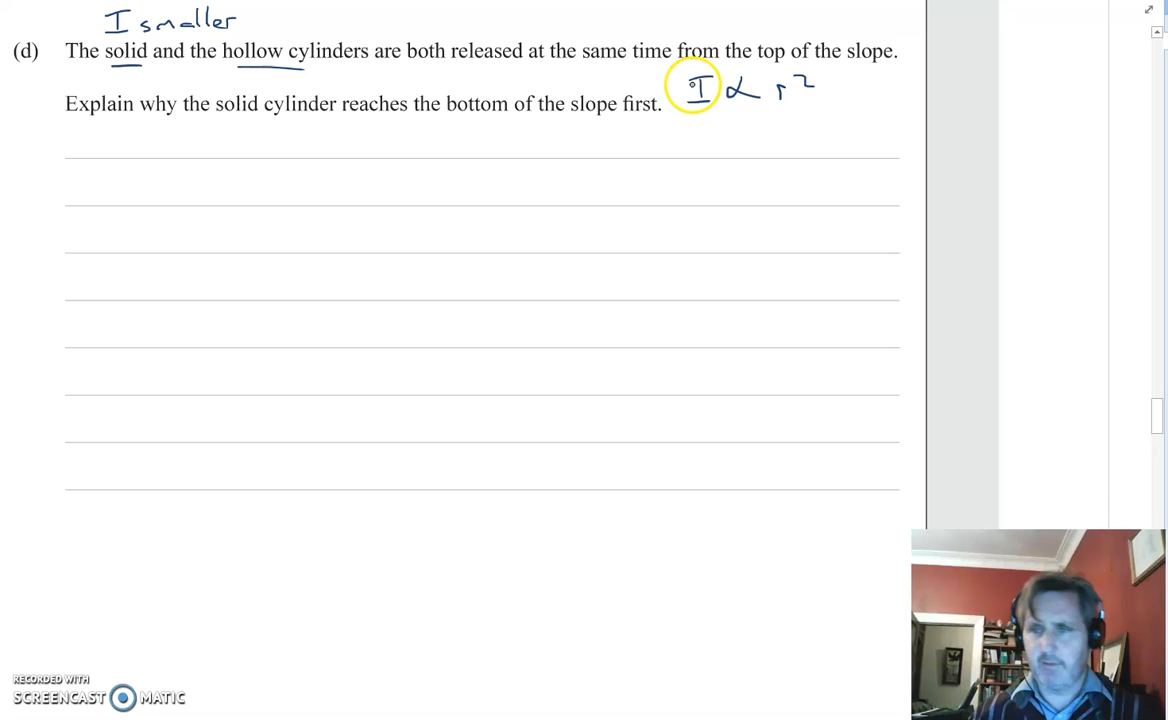 I smaller
(d) The solid and the hollow cylinders are both released at the same time from the top of the slope.
I ∝ r²
Explain why the solid cylinder reaches the bottom of the slope first.
RECORDED WITH
SCREENCAST MATIC